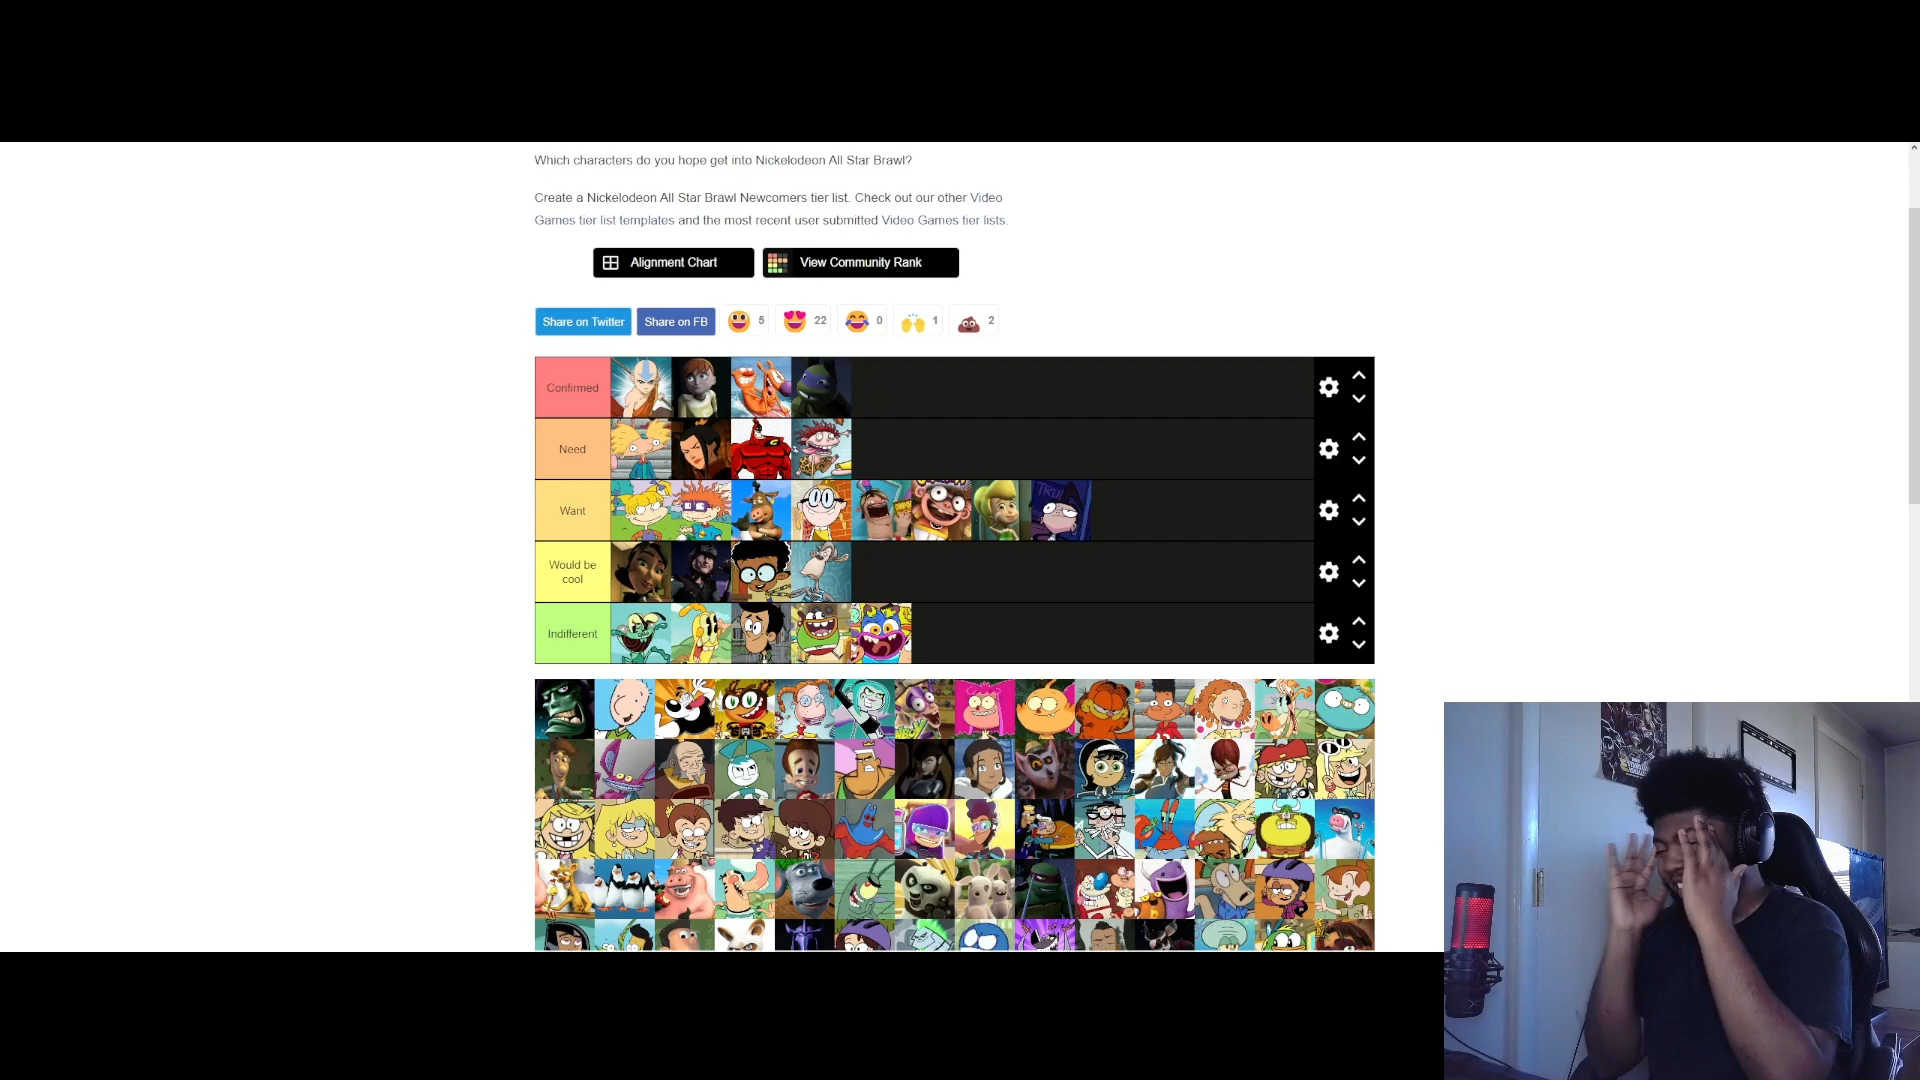 Which characters do you hope get into Nickelodeon All Star Brawl?
Create a Nickelodeon All Star Brawl Newcomers tier list. Check out our other Video
Games tier list templates and the most recent user submitted Video Games tier lists.
Alignment Chart
View Community Rank
Share on Twitter
Share on FB
5
22
0
1
2
Confirmed
Need
Want
TRU
Would be
cool
Indifferent